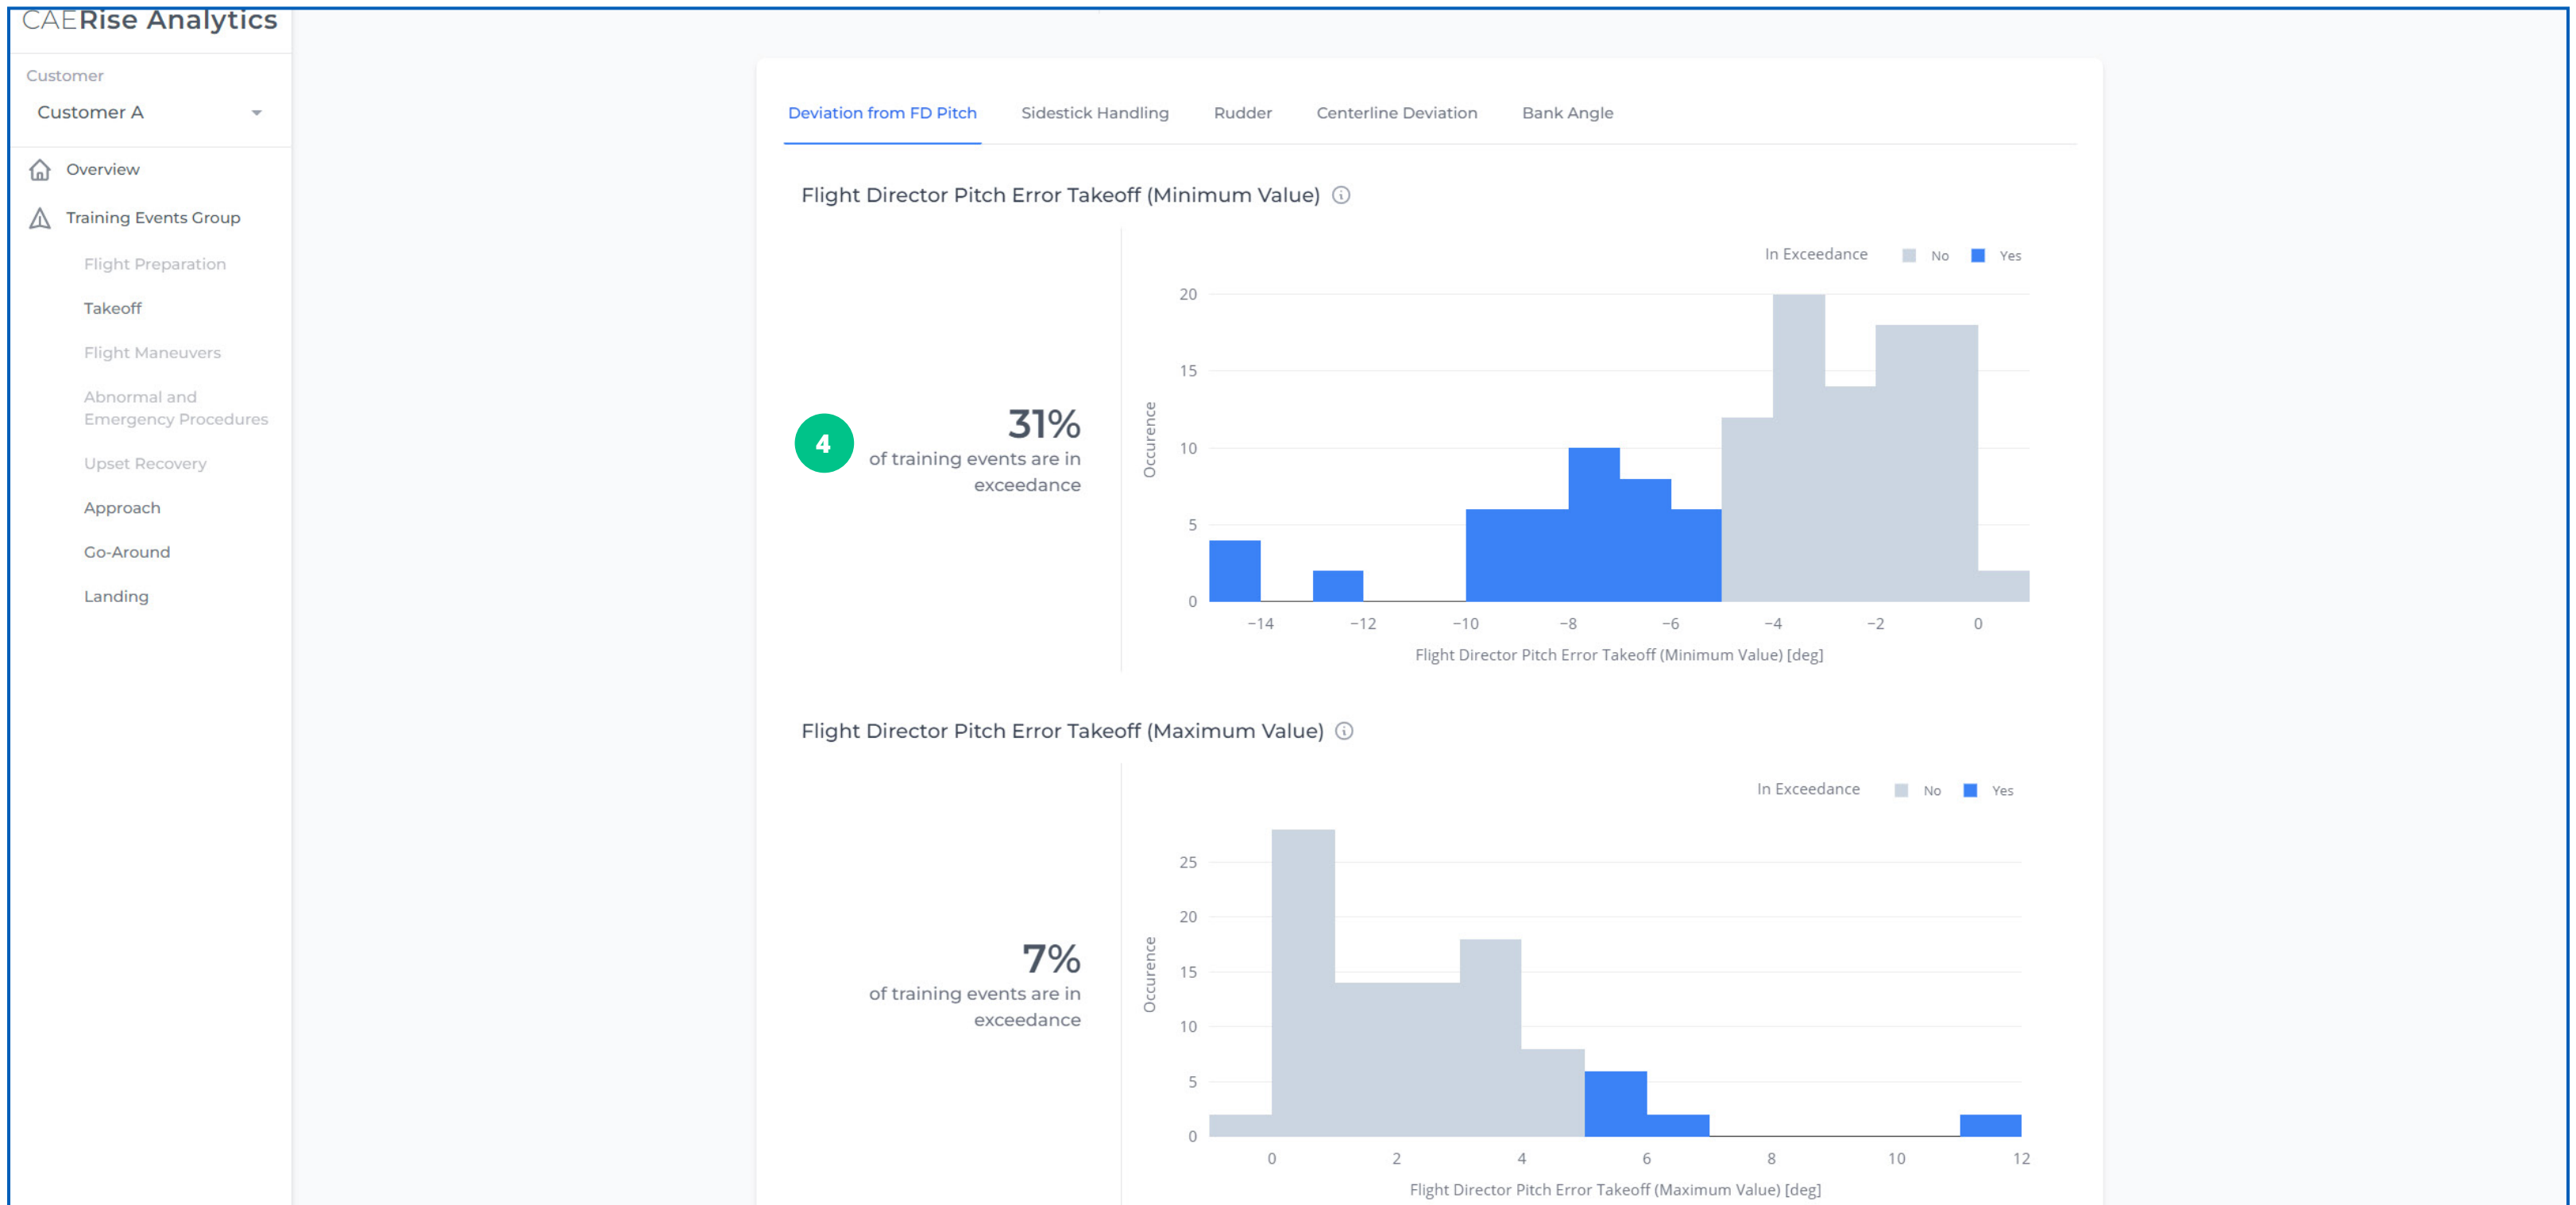 CAERise Analytics
Customer
Customer A
Overview
Training Events Group
Flight Preparation
Takeoff
Flight Maneuvers
Abnormal and
Emergency Procedures
Upset Recovery
Approach
Go-Around
Landing
Deviation from FD Pitch
Sidestick Handling
Rudder
Centerline Deviation
Bank Angle
Flight Director Pitch Error Takeoff (Minimum Value)
4
31%
of training events are in
exceedance
In Exceedance No Yes
Occurence
20
15
10
5
0
−14 −12 −10 −8 −6 −4 −2 0
Flight Director Pitch Error Takeoff (Minimum Value) [deg]
Flight Director Pitch Error Takeoff (Maximum Value)
7%
of training events are in
exceedance
In Exceedance No Yes
Occurence
25
20
15
10
5
0
0 2 4 6 8 10 12
Flight Director Pitch Error Takeoff (Maximum Value) [deg]